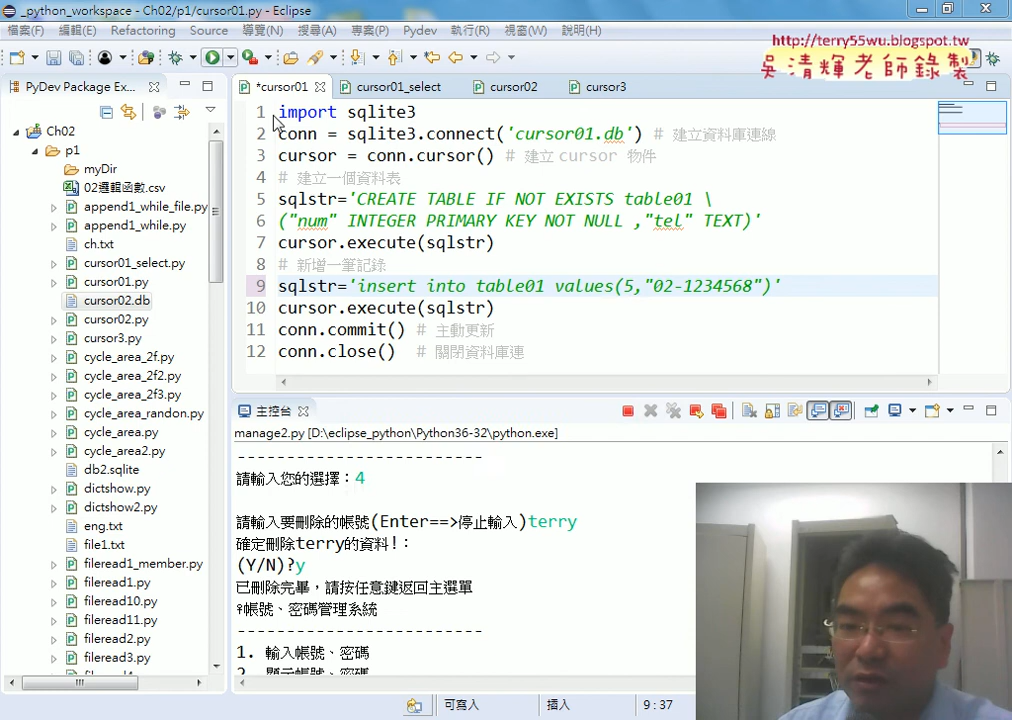 _python_workspace - Ch02/p1/cursor01.py - Eclipse
檔案(F) 編輯(E) Refactoring Source 導覽(N) 搜尋(A) 專案(P) Pydev 執行(R) 視窗(W) 說明(H)
http://terry55wu.blogspot.tw
吳清輝老師錄製
PyDev Package Ex...
*cursor01 cursor01_select cursor02 cursor3
Ch02
p1
myDir
02邏輯函數.csv
append1_while_file.py
append1_while.py
ch.txt
cursor01_select.py
cursor01.py
cursor02.db
cursor02.py
cursor3.py
cycle_area_2f.py
cycle_area_2f2.py
cycle_area_2f3.py
cycle_area_randon.py
cycle_area.py
cycle_area2.py
db2.sqlite
dictshow.py
dictshow2.py
eng.txt
file1.txt
fileread1_member.py
fileread1.py
fileread10.py
fileread11.py
fileread2.py
fileread3.py
1 import sqlite3
2 conn = sqlite3.connect('cursor01.db') # 建立資料庫連線
3 cursor = conn.cursor() # 建立 cursor 物件
4 # 建立一個資料表
5 sqlstr='CREATE TABLE IF NOT EXISTS table01 \
6 ("num" INTEGER PRIMARY KEY NOT NULL ,"tel" TEXT)'
7 cursor.execute(sqlstr)
8 # 新增一筆記錄
9 sqlstr='insert into table01 values(5,"02-1234568")'
10 cursor.execute(sqlstr)
11 conn.commit() # 主動更新
12 conn.close() # 關閉資料庫連
主控台
manage2.py [D:\eclipse_python\Python36-32\python.exe]
-------------------------
請輸入您的選擇：4
請輸入要刪除的帳號(Enter==>停止輸入)terry
確定刪除terry的資料!：
(Y/N)?y
已刪除完畢，請按任意鍵返回主選單
♀帳號、密碼管理系統
-------------------------
1. 輸入帳號、密碼
2. 顯示帳號、密碼
可寫入 插入 9:37